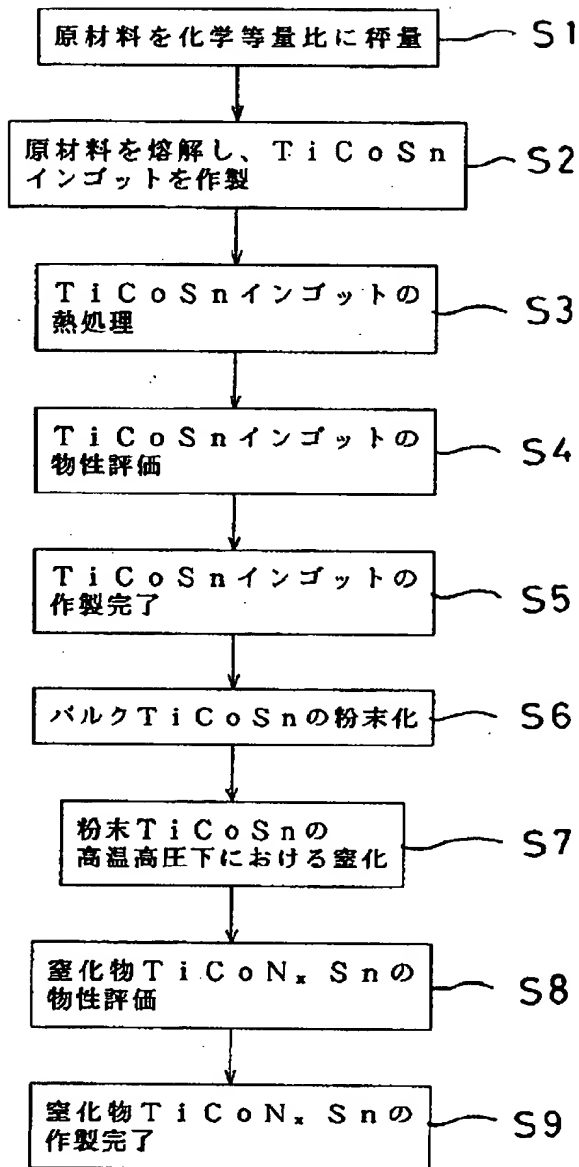 原材料を化学等量比に秤量 S1
原材料を熔解し、TiCoSn
インゴットを作製 S2
TiCoSnインゴットの
熱処理 S3
TiCoSnインゴットの
物性評価 S4
TiCoSnインゴットの
作製完了 S5
バルクTiCoSnの粉末化 S6
粉末TiCoSnの
高温高圧下における窒化 S7
窒化物TiCoNₓSnの
物性評価 S8
窒化物TiCoNₓSnの
作製完了 S9